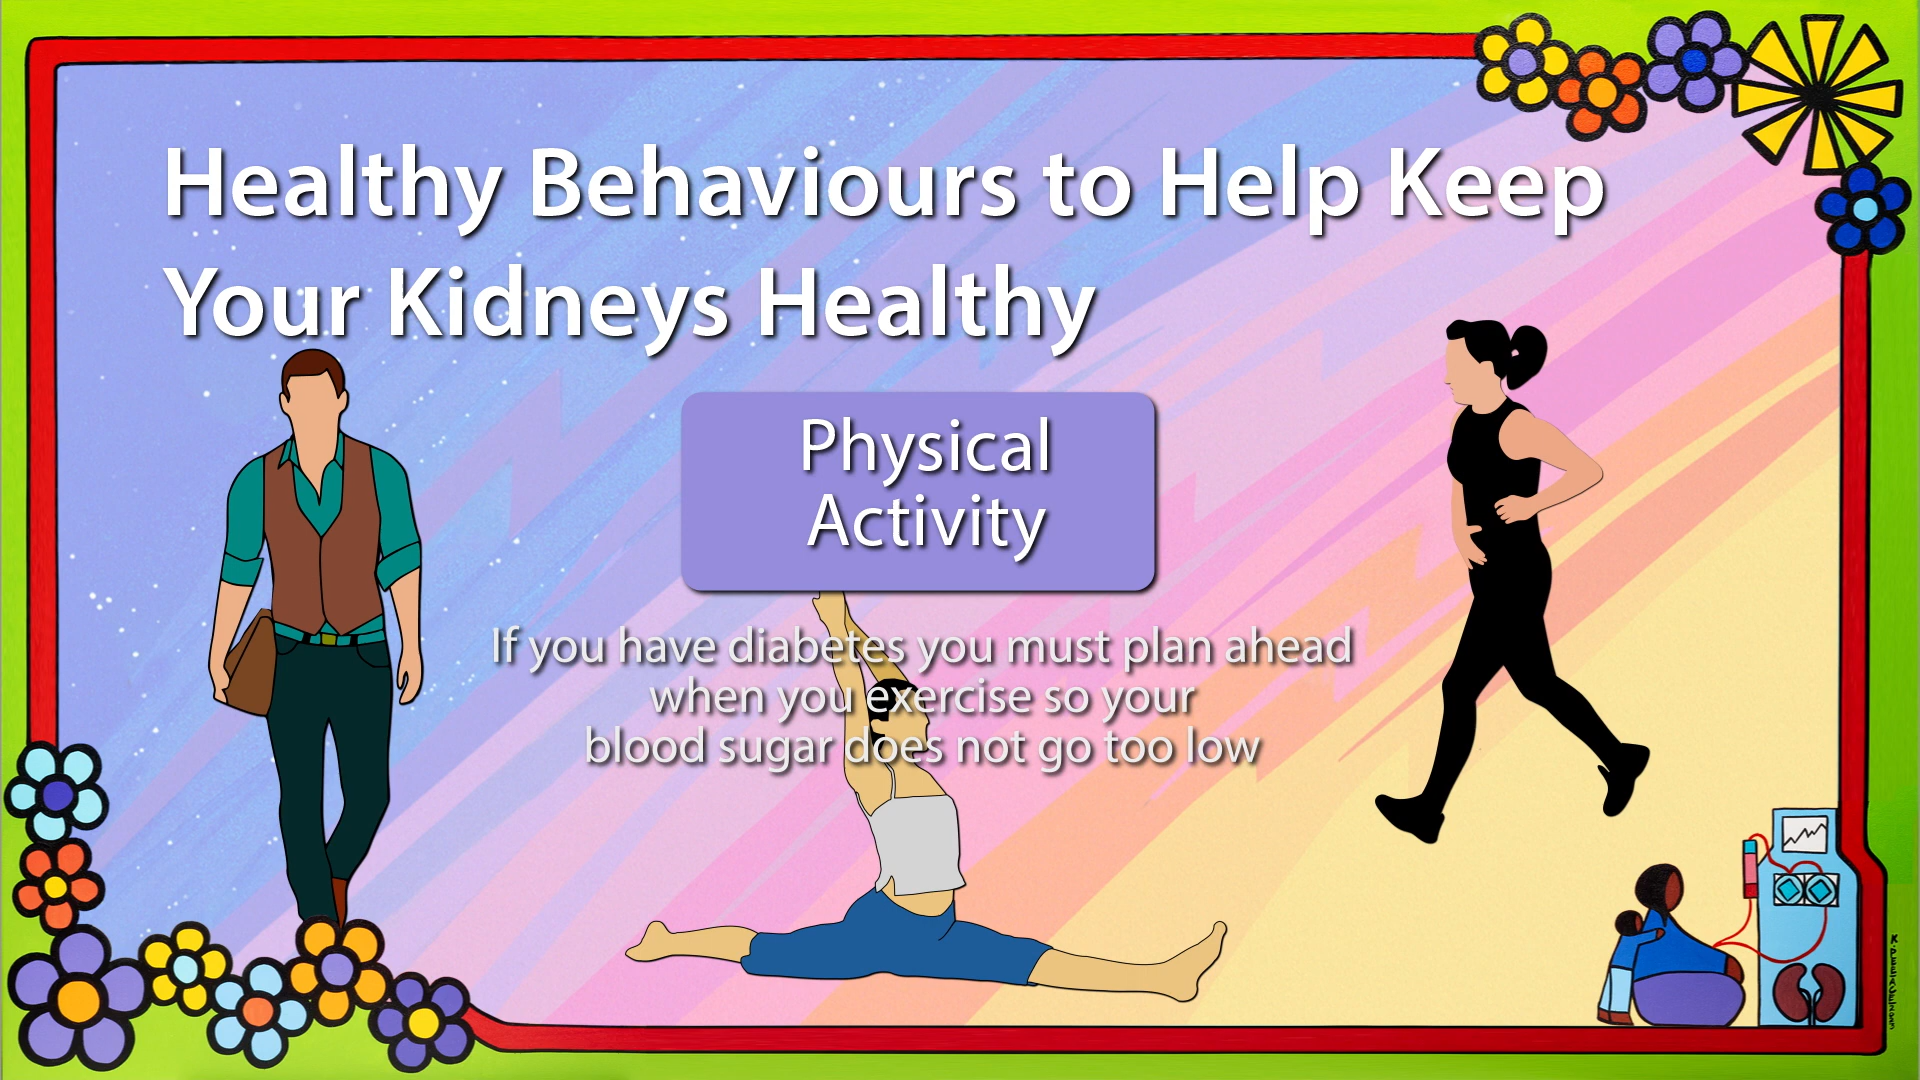 Healthy Behaviours to Help Keep
Your Kidneys Healthy
Physical
Activity
If you have diabetes you must plan ahead
when you exercise so your
blood sugar does not go too low